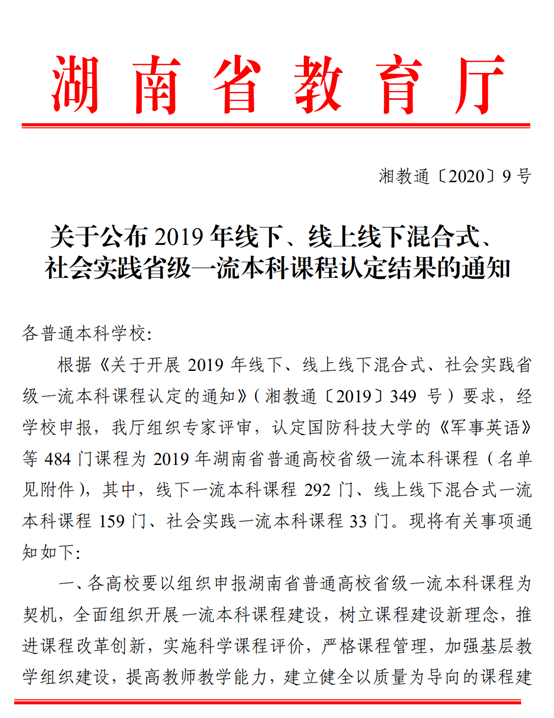 湖南省教育厅
湘教通〔2020〕9 号
关于公布 2019 年线下、线上线下混合式、
社会实践省级一流本科课程认定结果的通知
各普通本科学校：
根据《关于开展 2019 年线下、线上线下混合式、社会实践省
级一流本科课程认定的通知》（湘教通〔2019〕349 号）要求，经
学校申报，我厅组织专家评审，认定国防科技大学的《军事英语》
等 484 门课程为 2019 年湖南省普通高校省级一流本科课程（名单
见附件），其中，线下一流本科课程 292 门、线上线下混合式一流
本科课程 159 门、社会实践一流本科课程 33 门。现将有关事项通
知如下：
一、各高校要以组织申报湖南省普通高校省级一流本科课程为
契机，全面组织开展一流本科课程建设，树立课程建设新理念，推
进课程改革创新，实施科学课程评价，严格课程管理，加强基层教
学组织建设，提高教师教学能力，建立健全以质量为导向的课程建